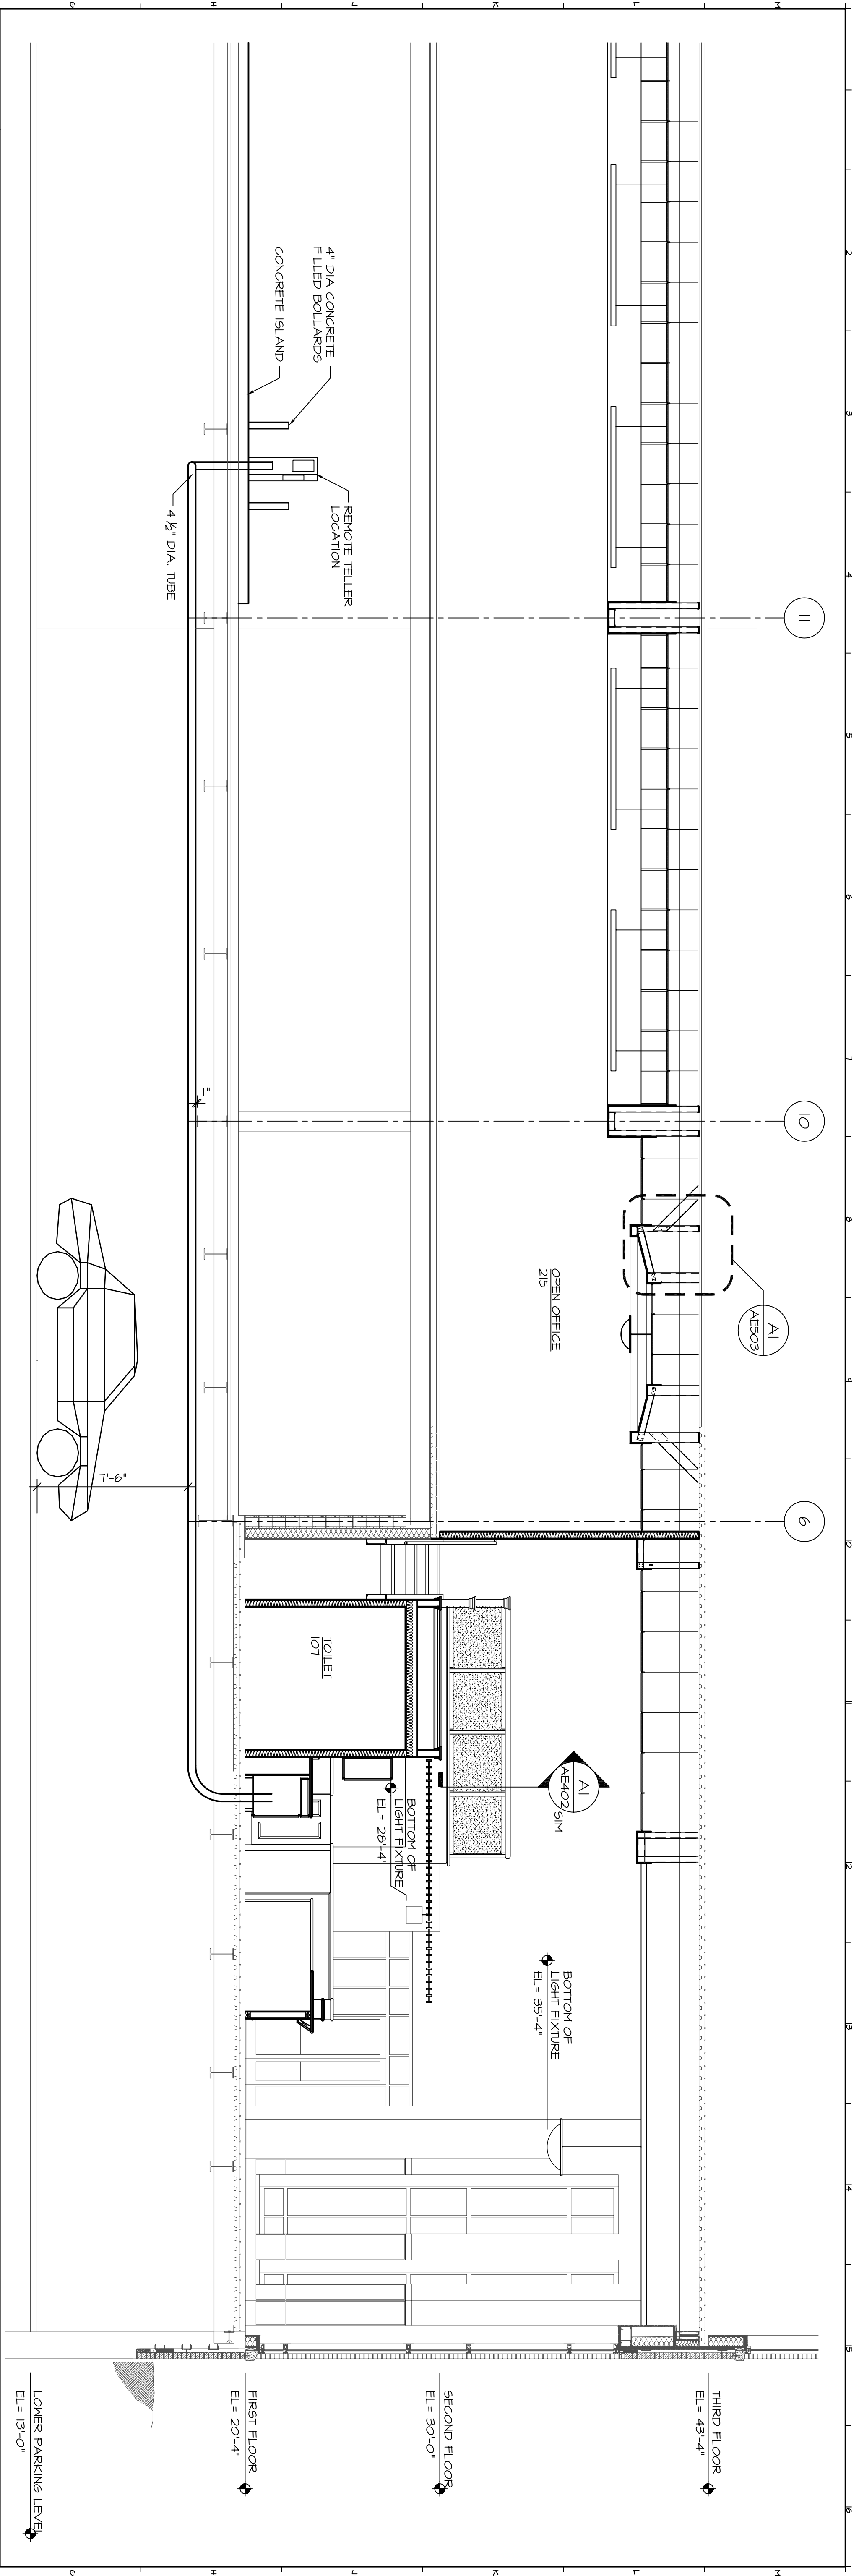 2
3
4
5
6
7
8
9
10
11
12
13
14
15
16
M
L
K
J
H
G
M
L
K
J
H
G
11
10
6
A1
AE503
THIRD FLOOR
EL= 43'-4"
OPEN OFFICE
215
A1
AE402
SIM
BOTTOM OF
LIGHT FIXTURE
EL= 35'-4"
SECOND FLOOR
EL= 30'-0"
4" DIA CONCRETE
FILLED BOLLARDS
CONCRETE ISLAND
REMOTE TELLER
LOCATION
4 1/2" DIA. TUBE
TOILET
107
BOTTOM OF
LIGHT FIXTURE
EL= 28'-4"
FIRST FLOOR
EL= 20'-4"
1"
7'-6"
LOWER PARKING LEVEL
EL= 13'-0"